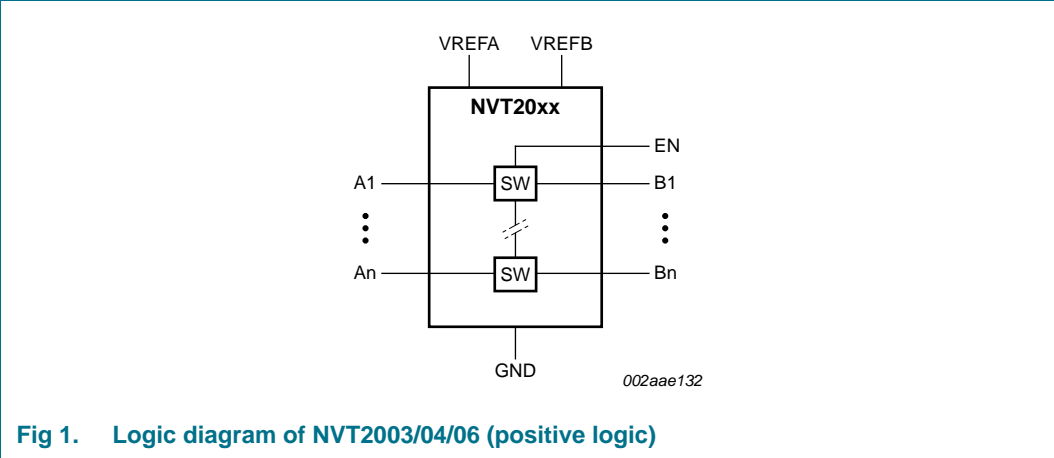 VREFA VREFB
NVT20xx
EN
A1 SW B1
An SW Bn
GND
002aae132
Fig 1. Logic diagram of NVT2003/04/06 (positive logic)